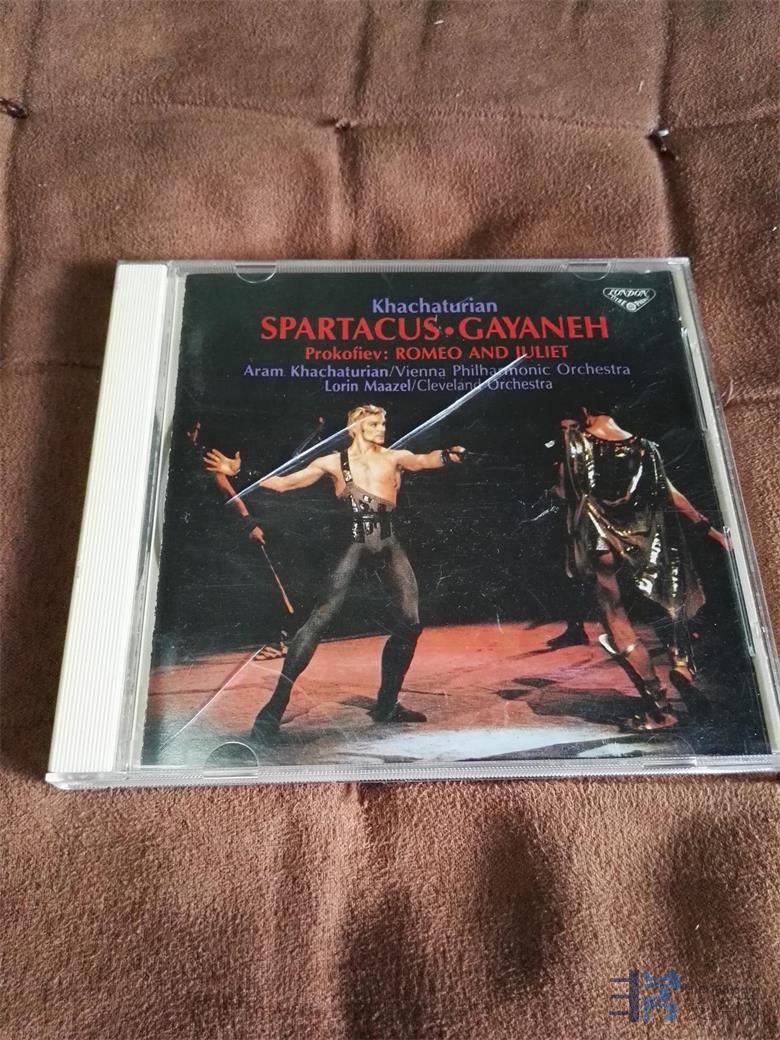 LONDON
Khachaturian
SPARTACUS • GAYANEH
Prokofiev: ROMEO AND JULIET
Aram Khachaturian/Vienna Philharmonic Orchestra
Lorin Maazel/Cleveland Orchestra